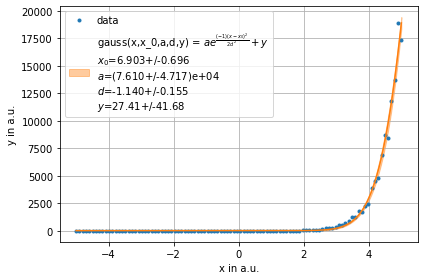 20000
17500
15000
12500
10000
7500
5000
2500
0
y in a.u.
data
gauss(x,x_0,a,d,y) = $ae^{\frac{(-1)(x-x_0)^2}{2d^2}} + y$
$x_0$=6.903+/-0.696
$a$=(7.610+/-4.717)e+04
$d$=-1.140+/-0.155
$y$=27.41+/-41.68
−4 −2 0 2 4
x in a.u.